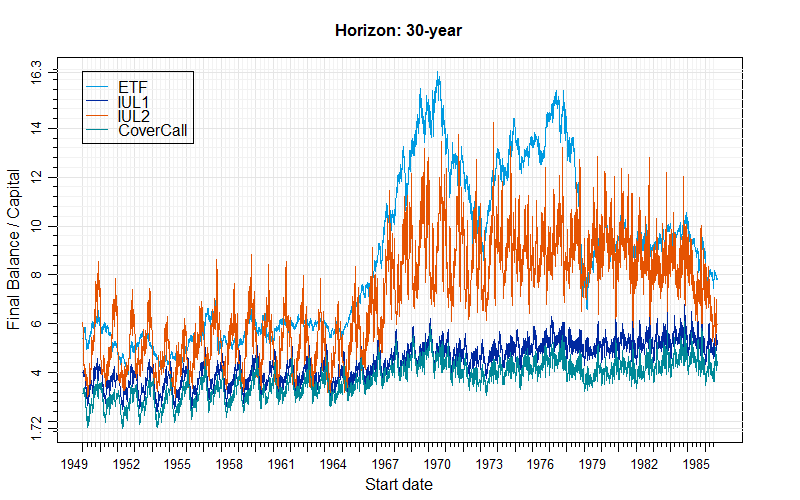 Horizon: 30-year
ETF
IUL1
IUL2
CoverCall
Final Balance / Capital
16.3
14
12
10
8
6
4
1.72
1949 1952 1955 1958 1961 1964 1967 1970 1973 1976 1979 1982 1985
Start date